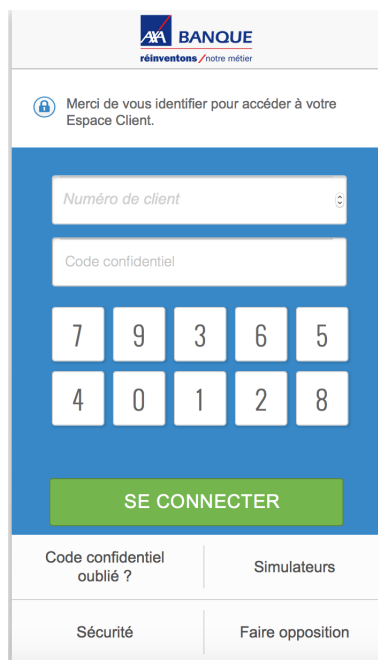 AXA BANQUE
réinventons / notre métier
Merci de vous identifier pour accéder à votre
Espace Client.
Numéro de client
Code confidentiel
7 9 3 6 5
4 0 1 2 8
SE CONNECTER
Code confidentiel
oublié ?
Simulateurs
Sécurité
Faire opposition